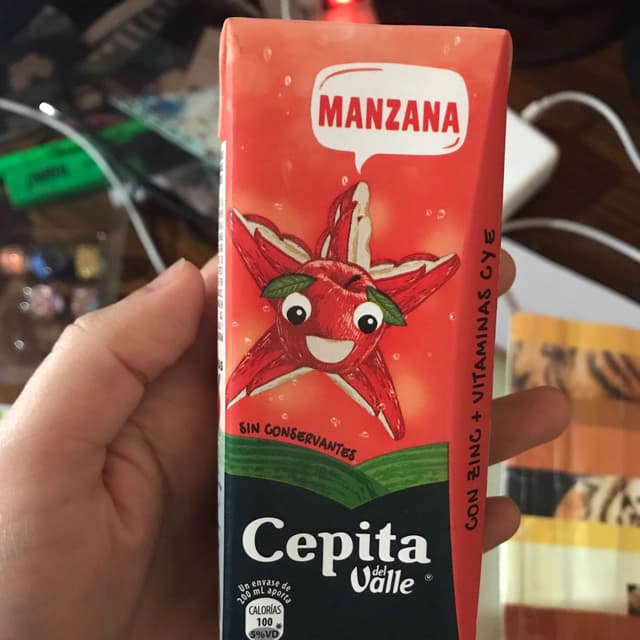 MANZANA
SIN CONSERVANTES
CON ZINC + VITAMINAS C Y E
Cepita
del
Valle ®
Un envase de
200 mL aporta
CALORÍAS
100 *
5%VD